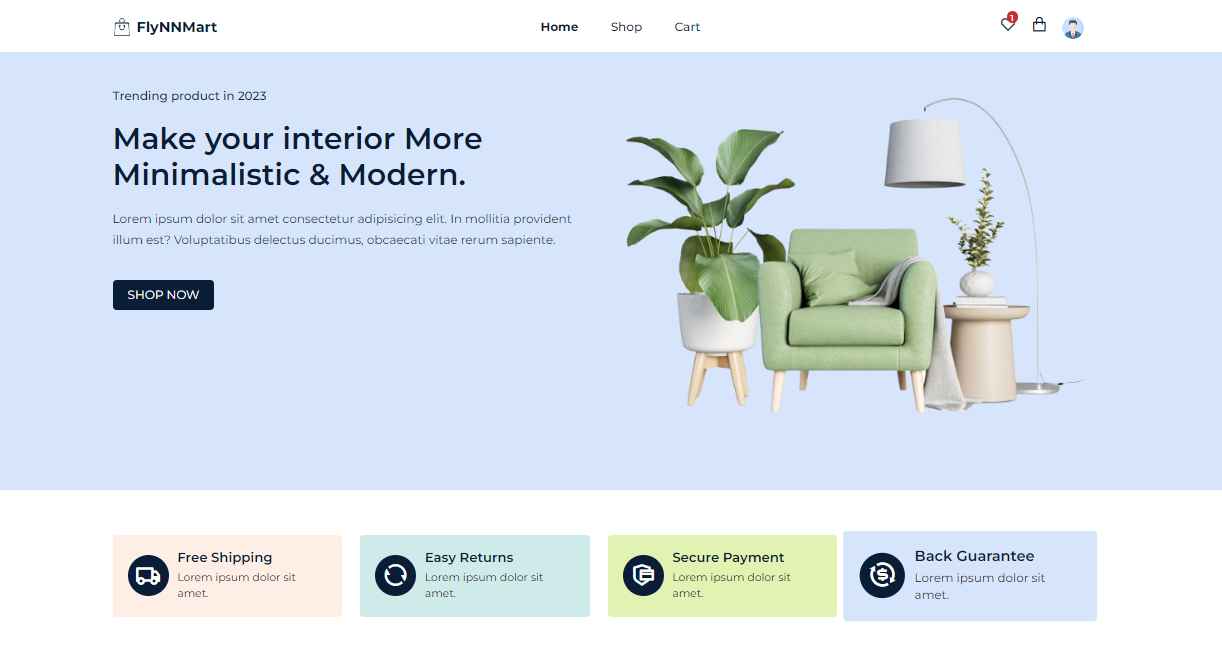 FlyNNMart
Home
Shop
Cart
1
Trending product in 2023
Make your interior More
Minimalistic & Modern.
Lorem ipsum dolor sit amet consectetur adipisicing elit. In mollitia provident
illum est? Voluptatibus delectus ducimus, obcaecati vitae rerum sapiente.
SHOP NOW
Free Shipping
Lorem ipsum dolor sit
amet.
Easy Returns
Lorem ipsum dolor sit
amet.
Secure Payment
Lorem ipsum dolor sit
amet.
Back Guarantee
Lorem ipsum dolor sit
amet.